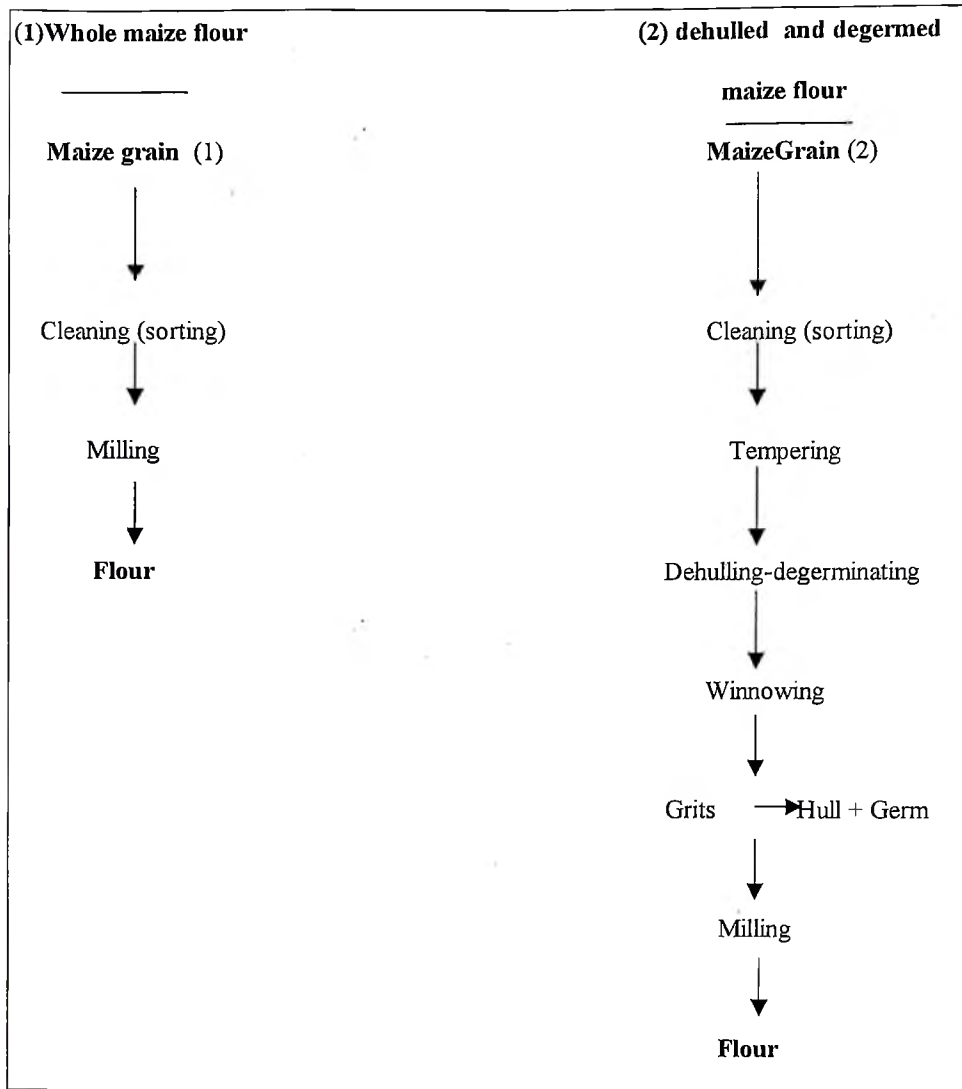 (1)Whole maize flour
Maize grain (1)
Cleaning (sorting)
Milling
Flour
(2) dehulled and degermed
maize flour
MaizeGrain (2)
Cleaning (sorting)
Tempering
Dehulling-degerminating
Winnowing
Grits
Hull + Germ
Milling
Flour